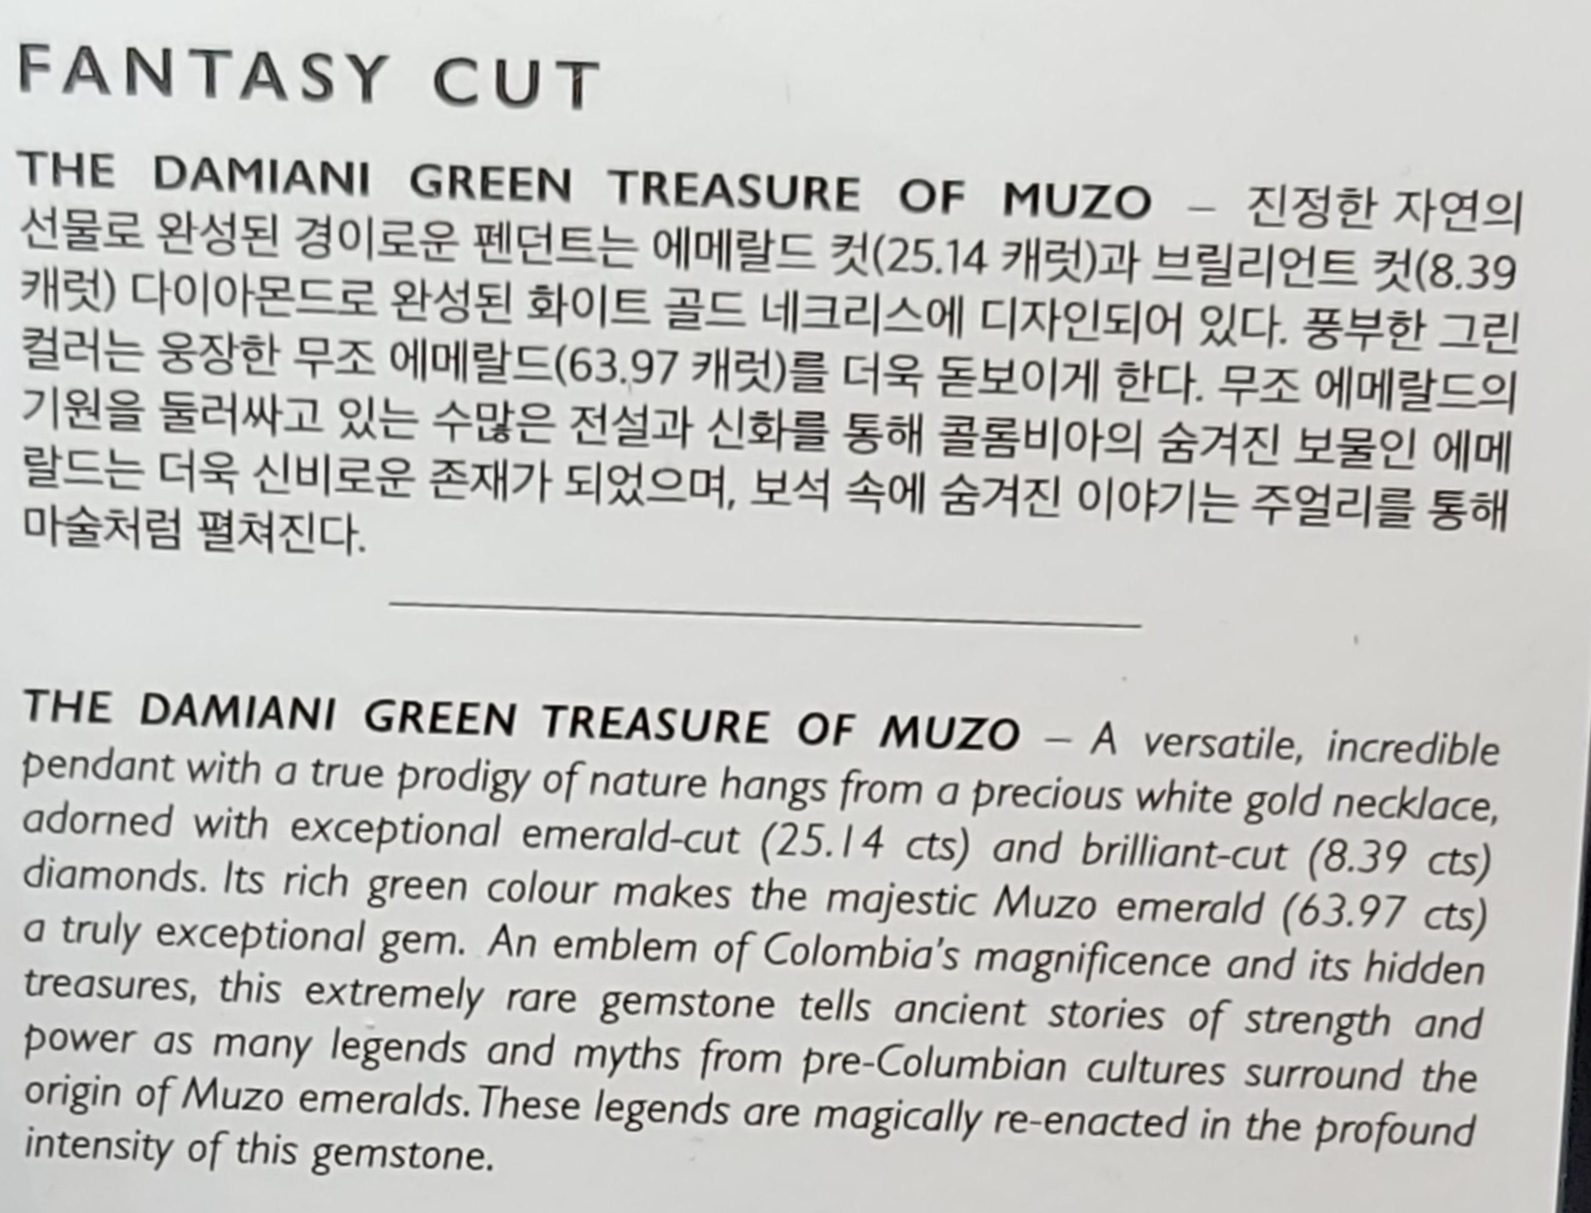 FANTASY CUT
THE DAMIANI GREEN TREASURE OF MUZO – 진정한 자연의
선물로 완성된 경이로운 펜던트는 에메랄드 컷(25.14 캐럿)과 브릴리언트 컷(8.39
캐럿) 다이아몬드로 완성된 화이트 골드 네크리스에 디자인되어 있다. 풍부한 그린
컬러는 웅장한 무조 에메랄드(63.97 캐럿)를 더욱 돋보이게 한다. 무조 에메랄드의
기원을 둘러싸고 있는 수많은 전설과 신화를 통해 콜롬비아의 숨겨진 보물인 에메
랄드는 더욱 신비로운 존재가 되었으며, 보석 속에 숨겨진 이야기는 주얼리를 통해
마술처럼 펼쳐진다.
THE DAMIANI GREEN TREASURE OF MUZO – A versatile, incredible
pendant with a true prodigy of nature hangs from a precious white gold necklace,
adorned with exceptional emerald-cut (25.14 cts) and brilliant-cut (8.39 cts)
diamonds. Its rich green colour makes the majestic Muzo emerald (63.97 cts)
a truly exceptional gem. An emblem of Colombia's magnificence and its hidden
treasures, this extremely rare gemstone tells ancient stories of strength and
power as many legends and myths from pre-Columbian cultures surround the
origin of Muzo emeralds. These legends are magically re-enacted in the profound
intensity of this gemstone.